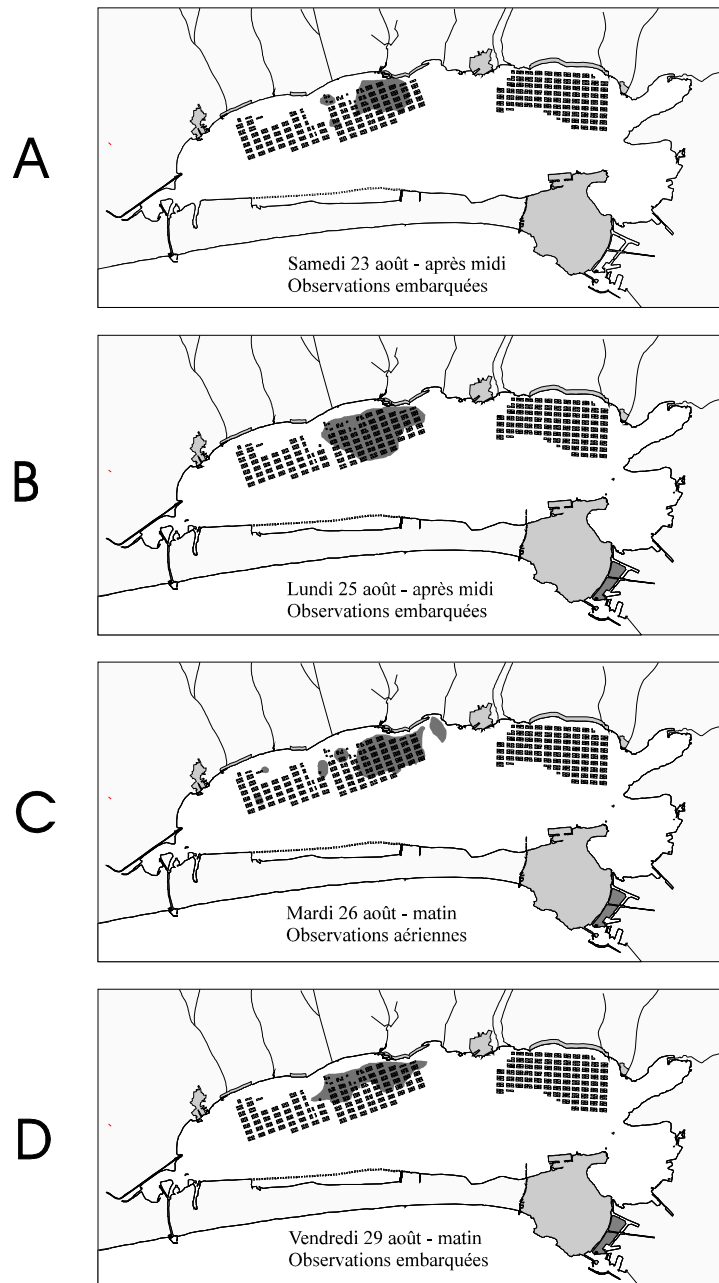 A
Samedi 23 août - après midi
Observations embarquées
B
Lundi 25 août - après midi
Observations embarquées
C
Mardi 26 août - matin
Observations aériennes
D
Vendredi 29 août - matin
Observations embarquées